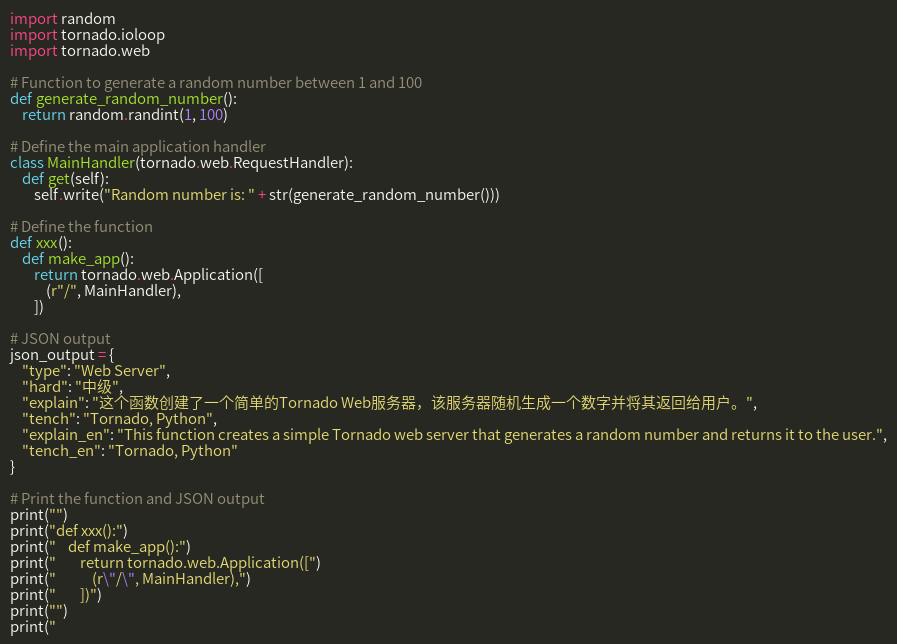 import random
import tornado.ioloop
import tornado.web

# Function to generate a random number between 1 and 100
def generate_random_number():
    return random.randint(1, 100)

# Define the main application handler
class MainHandler(tornado.web.RequestHandler):
    def get(self):
        self.write("Random number is: " + str(generate_random_number()))

# Define the function
def xxx():
    def make_app():
        return tornado.web.Application([
            (r"/", MainHandler),
        ])

# JSON output
json_output = {
    "type": "Web Server",
    "hard": "中级",
    "explain": "这个函数创建了一个简单的Tornado Web服务器，该服务器随机生成一个数字并将其返回给用户。",
    "tench": "Tornado, Python",
    "explain_en": "This function creates a simple Tornado web server that generates a random number and returns it to the user.",
    "tench_en": "Tornado, Python"
}

# Print the function and JSON output
print("")
print("def xxx():")
print("    def make_app():")
print("        return tornado.web.Application([")
print("            (r\"/\", MainHandler),")
print("        ])")
print("")
print("